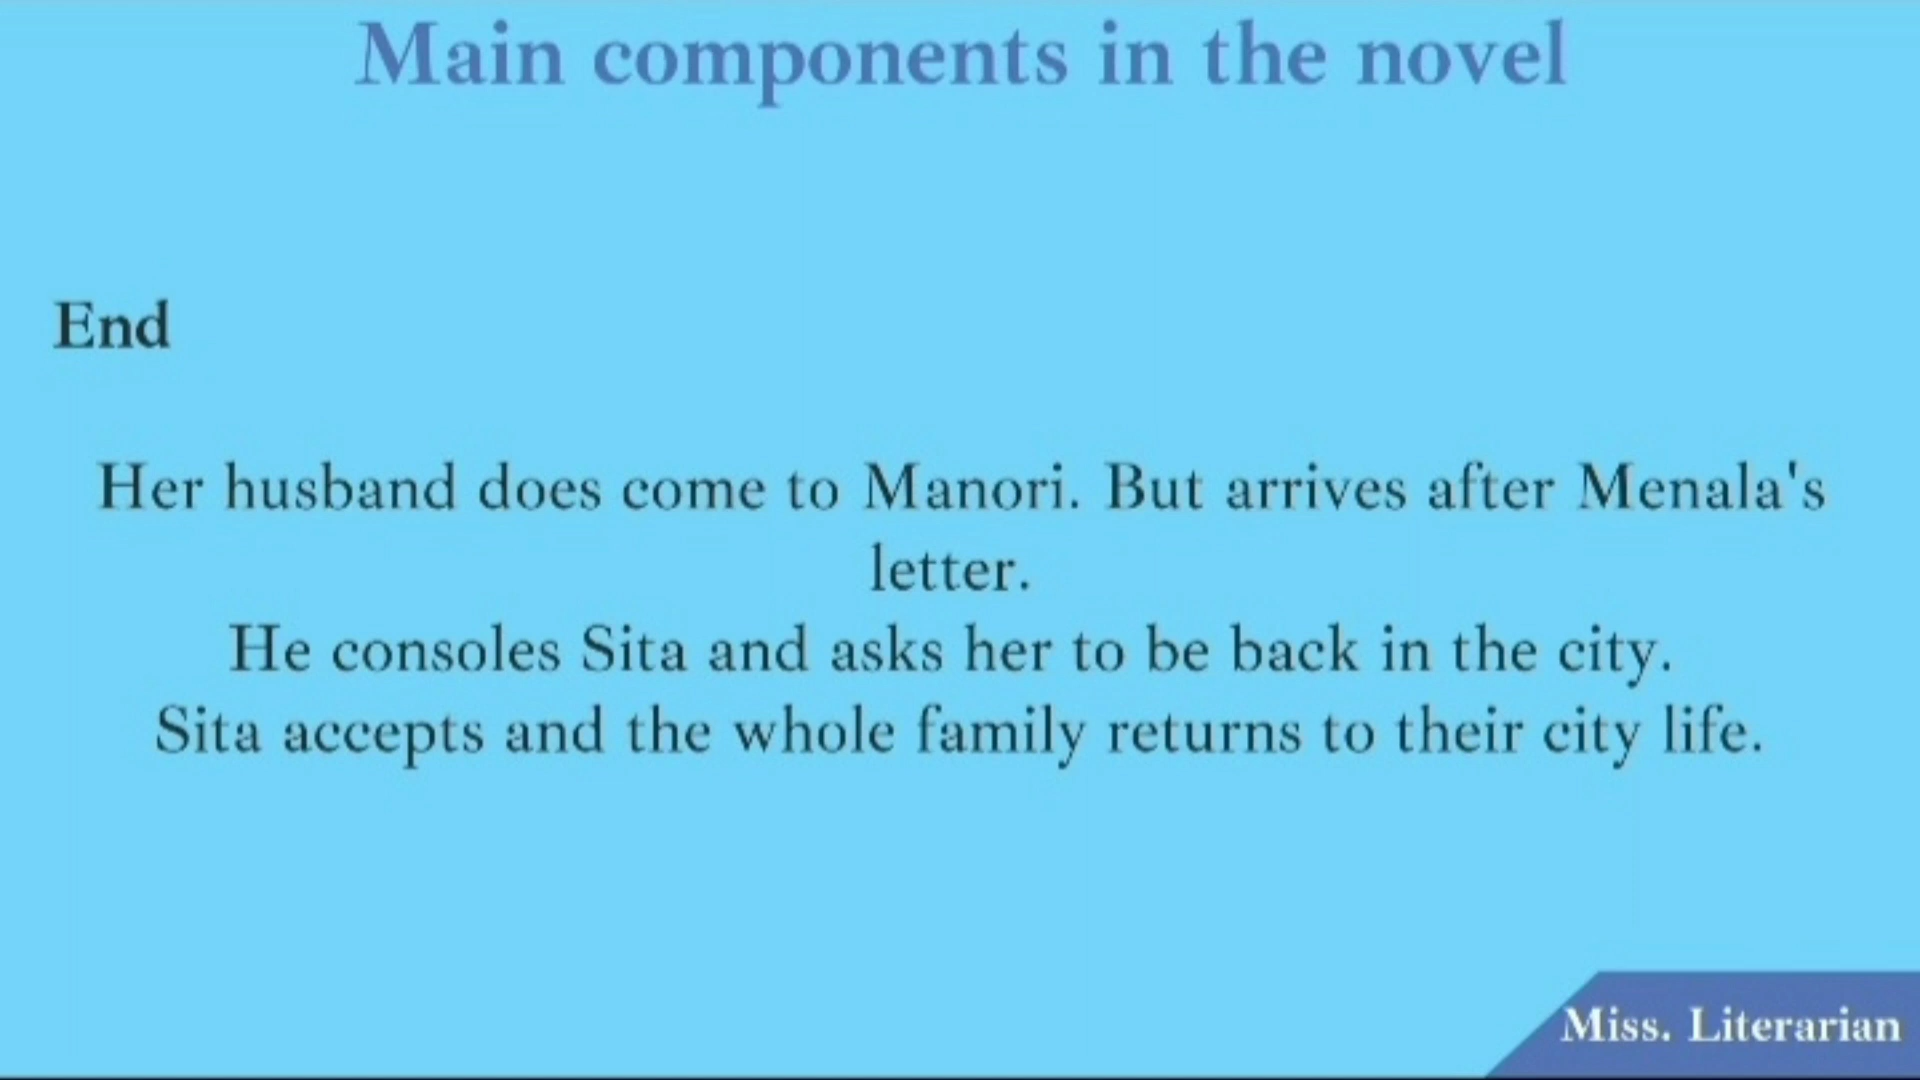 Main components in the novel
End
Her husband does come to Manori. But arrives after Menala's
letter.
He consoles Sita and asks her to be back in the city.
Sita accepts and the whole family returns to their city life.
Miss. Literarian